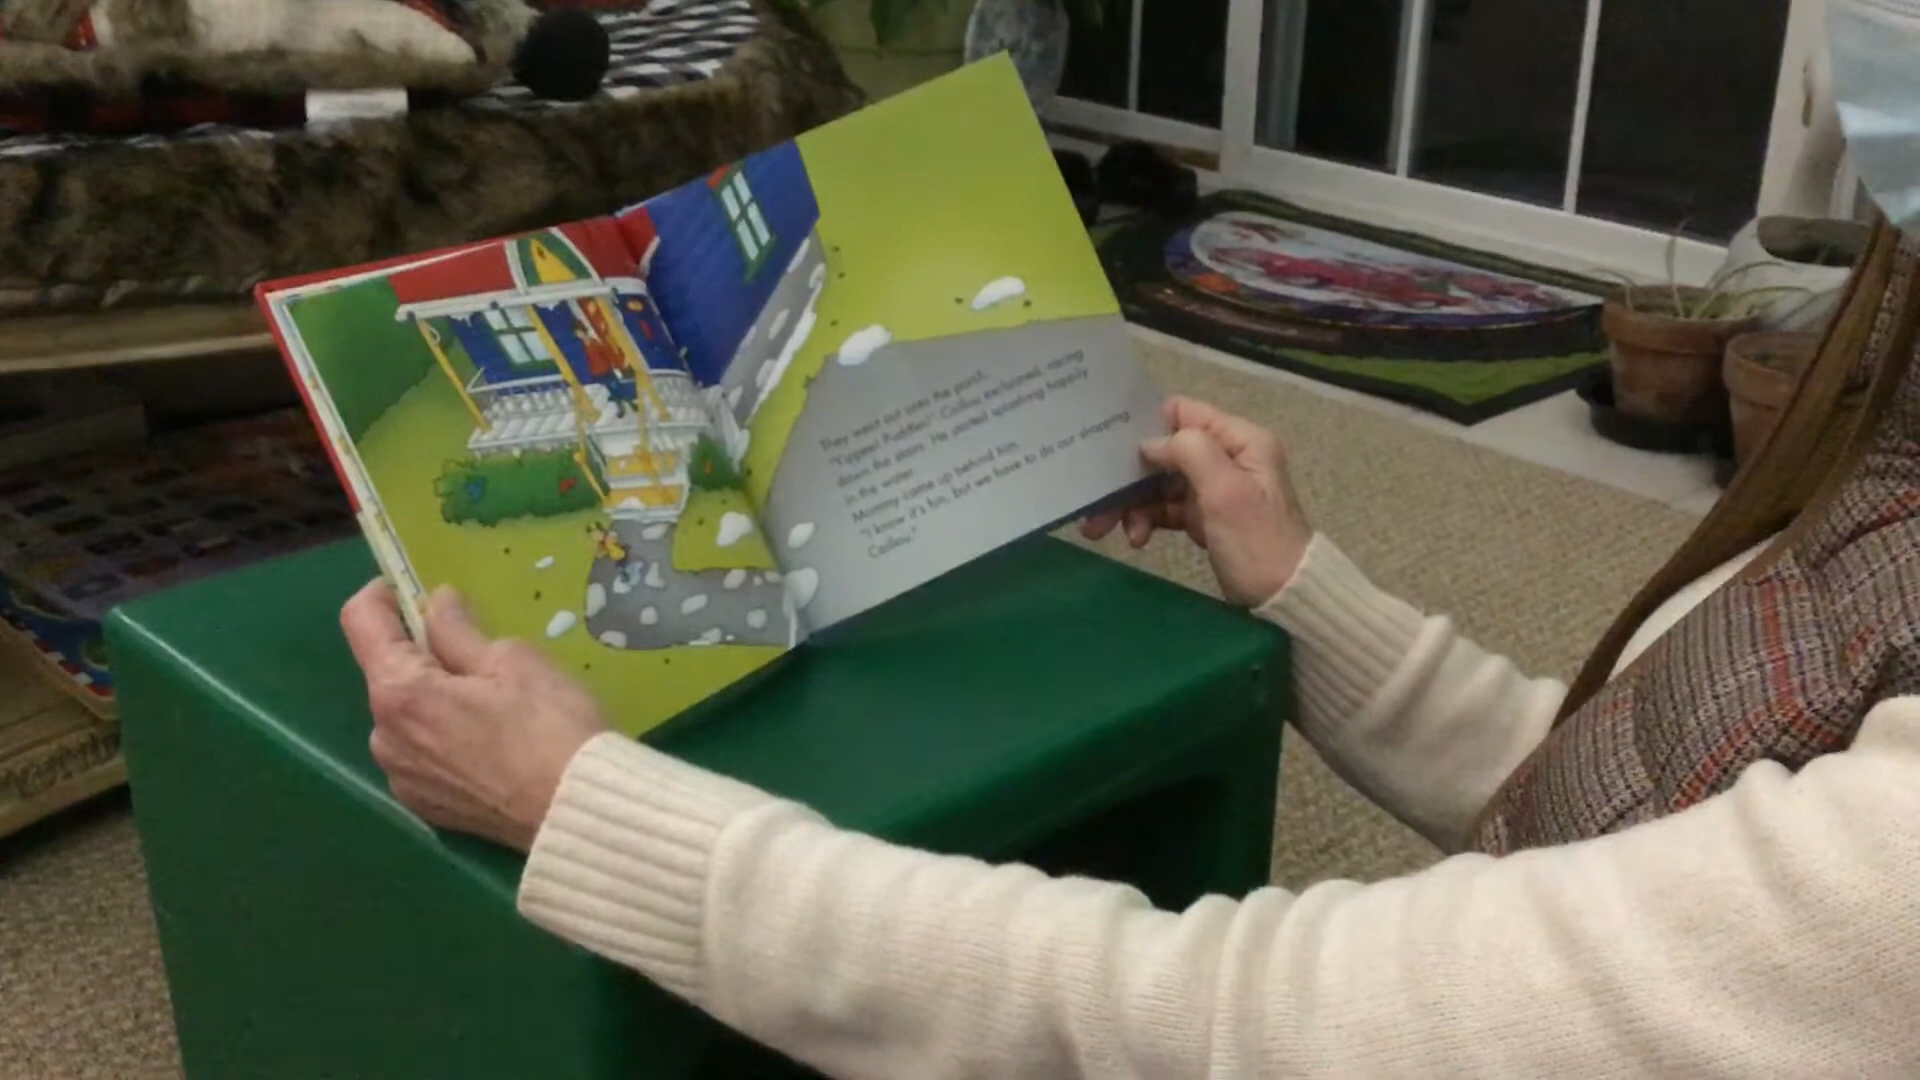 They went out onto the porch.
"Yippee! Puddles!" Caillou exclaimed, racing
down the stairs. He started splashing happily
in the water.
Mommy came up behind him.
"I know it's fun, but we have to do our shopping,
Caillou."